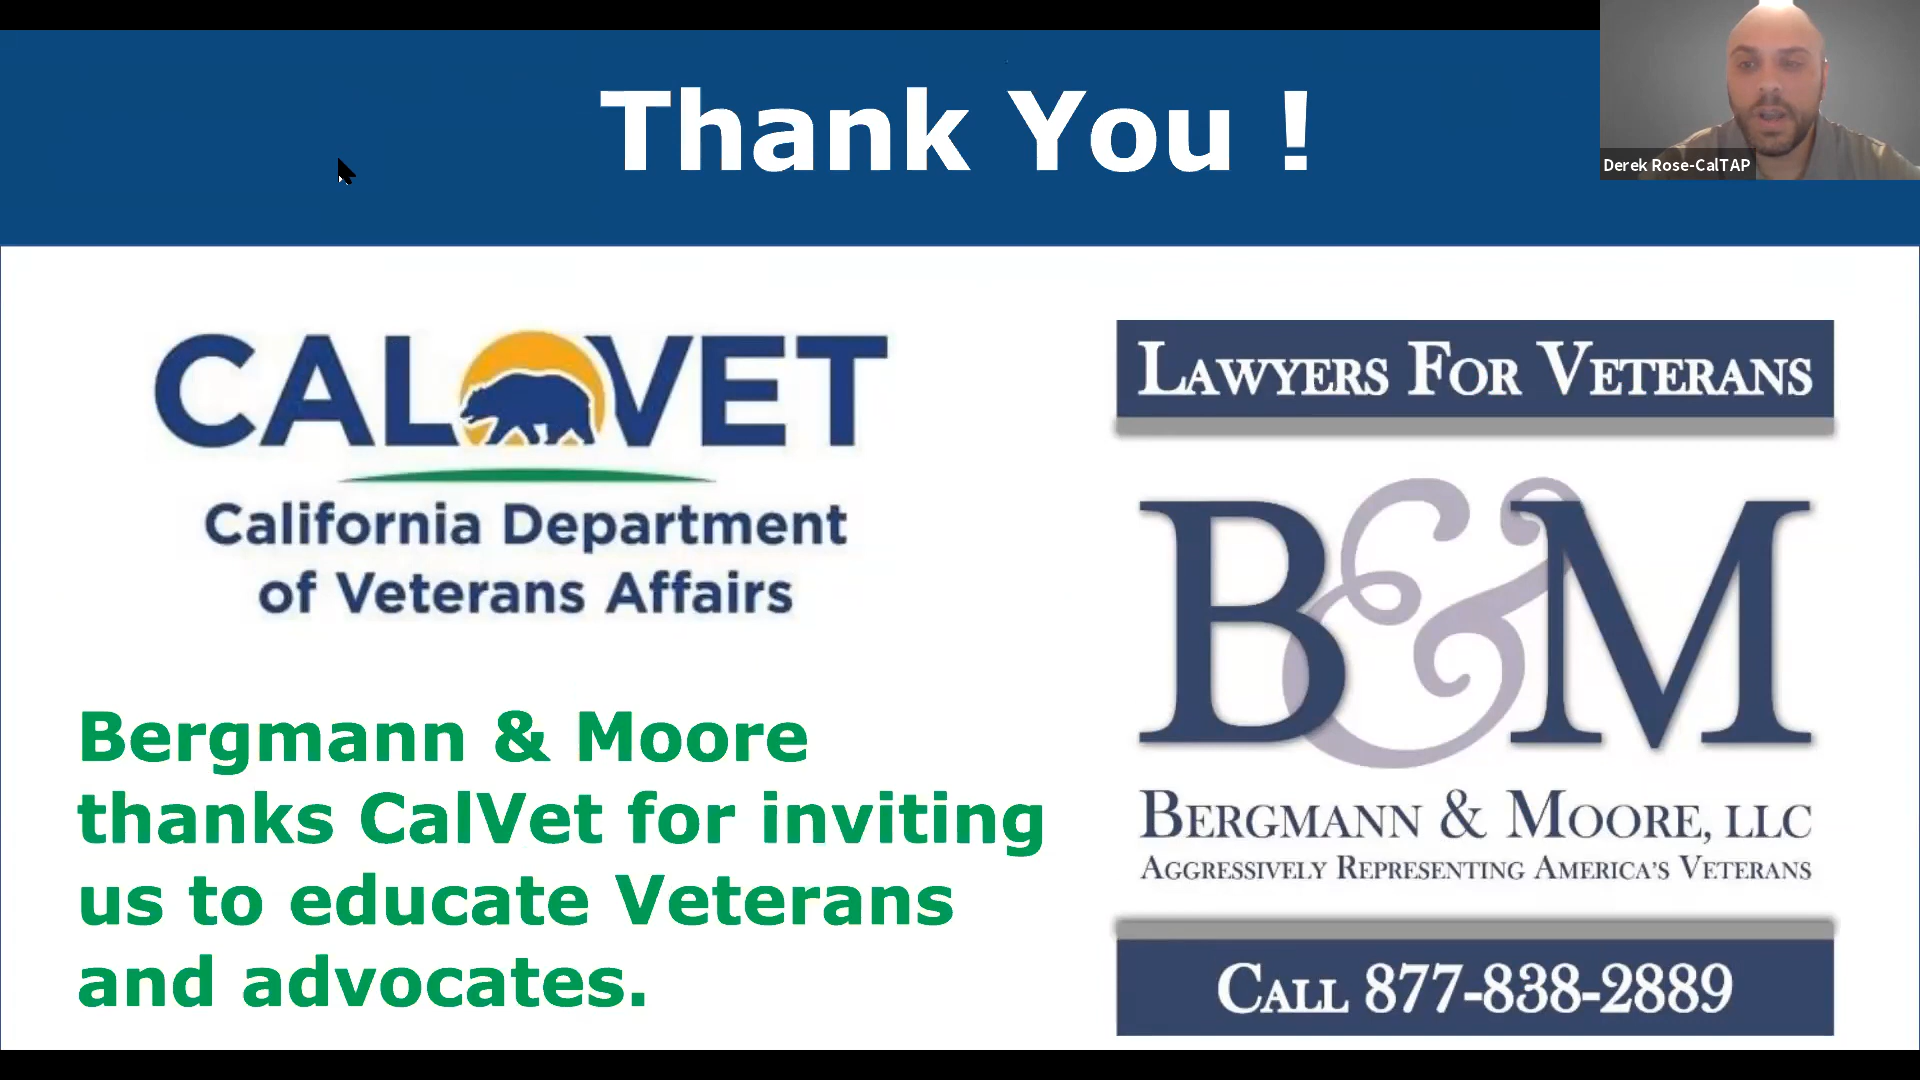 Thank You !
Derek Rose-CalTAP
CALVET
California Department
of Veterans Affairs
Bergmann & Moore
thanks CalVet for inviting
us to educate Veterans
and advocates.
LAWYERS FOR VETERANS
B&M
BERGMANN & MOORE, LLC
AGGRESSIVELY REPRESENTING AMERICA'S VETERANS
CALL 877-838-2889